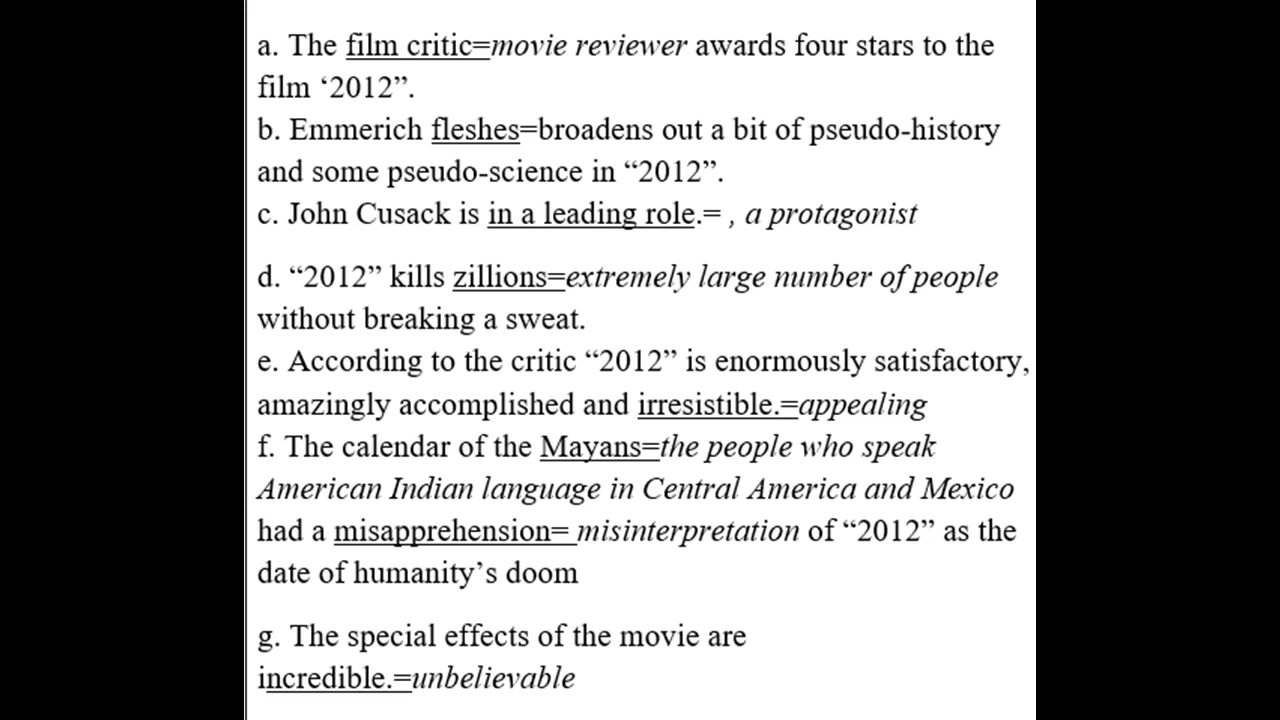 a. The film critic=movie reviewer awards four stars to the
film ‘2012”.
b. Emmerich fleshes=broadens out a bit of pseudo-history
and some pseudo-science in “2012”.
c. John Cusack is in a leading role.= , a protagonist
d. “2012” kills zillions=extremely large number of people
without breaking a sweat.
e. According to the critic “2012” is enormously satisfactory,
amazingly accomplished and irresistible.=appealing
f. The calendar of the Mayans=the people who speak
American Indian language in Central America and Mexico
had a misapprehension= misinterpretation of “2012” as the
date of humanity’s doom
g. The special effects of the movie are
incredible.=unbelievable